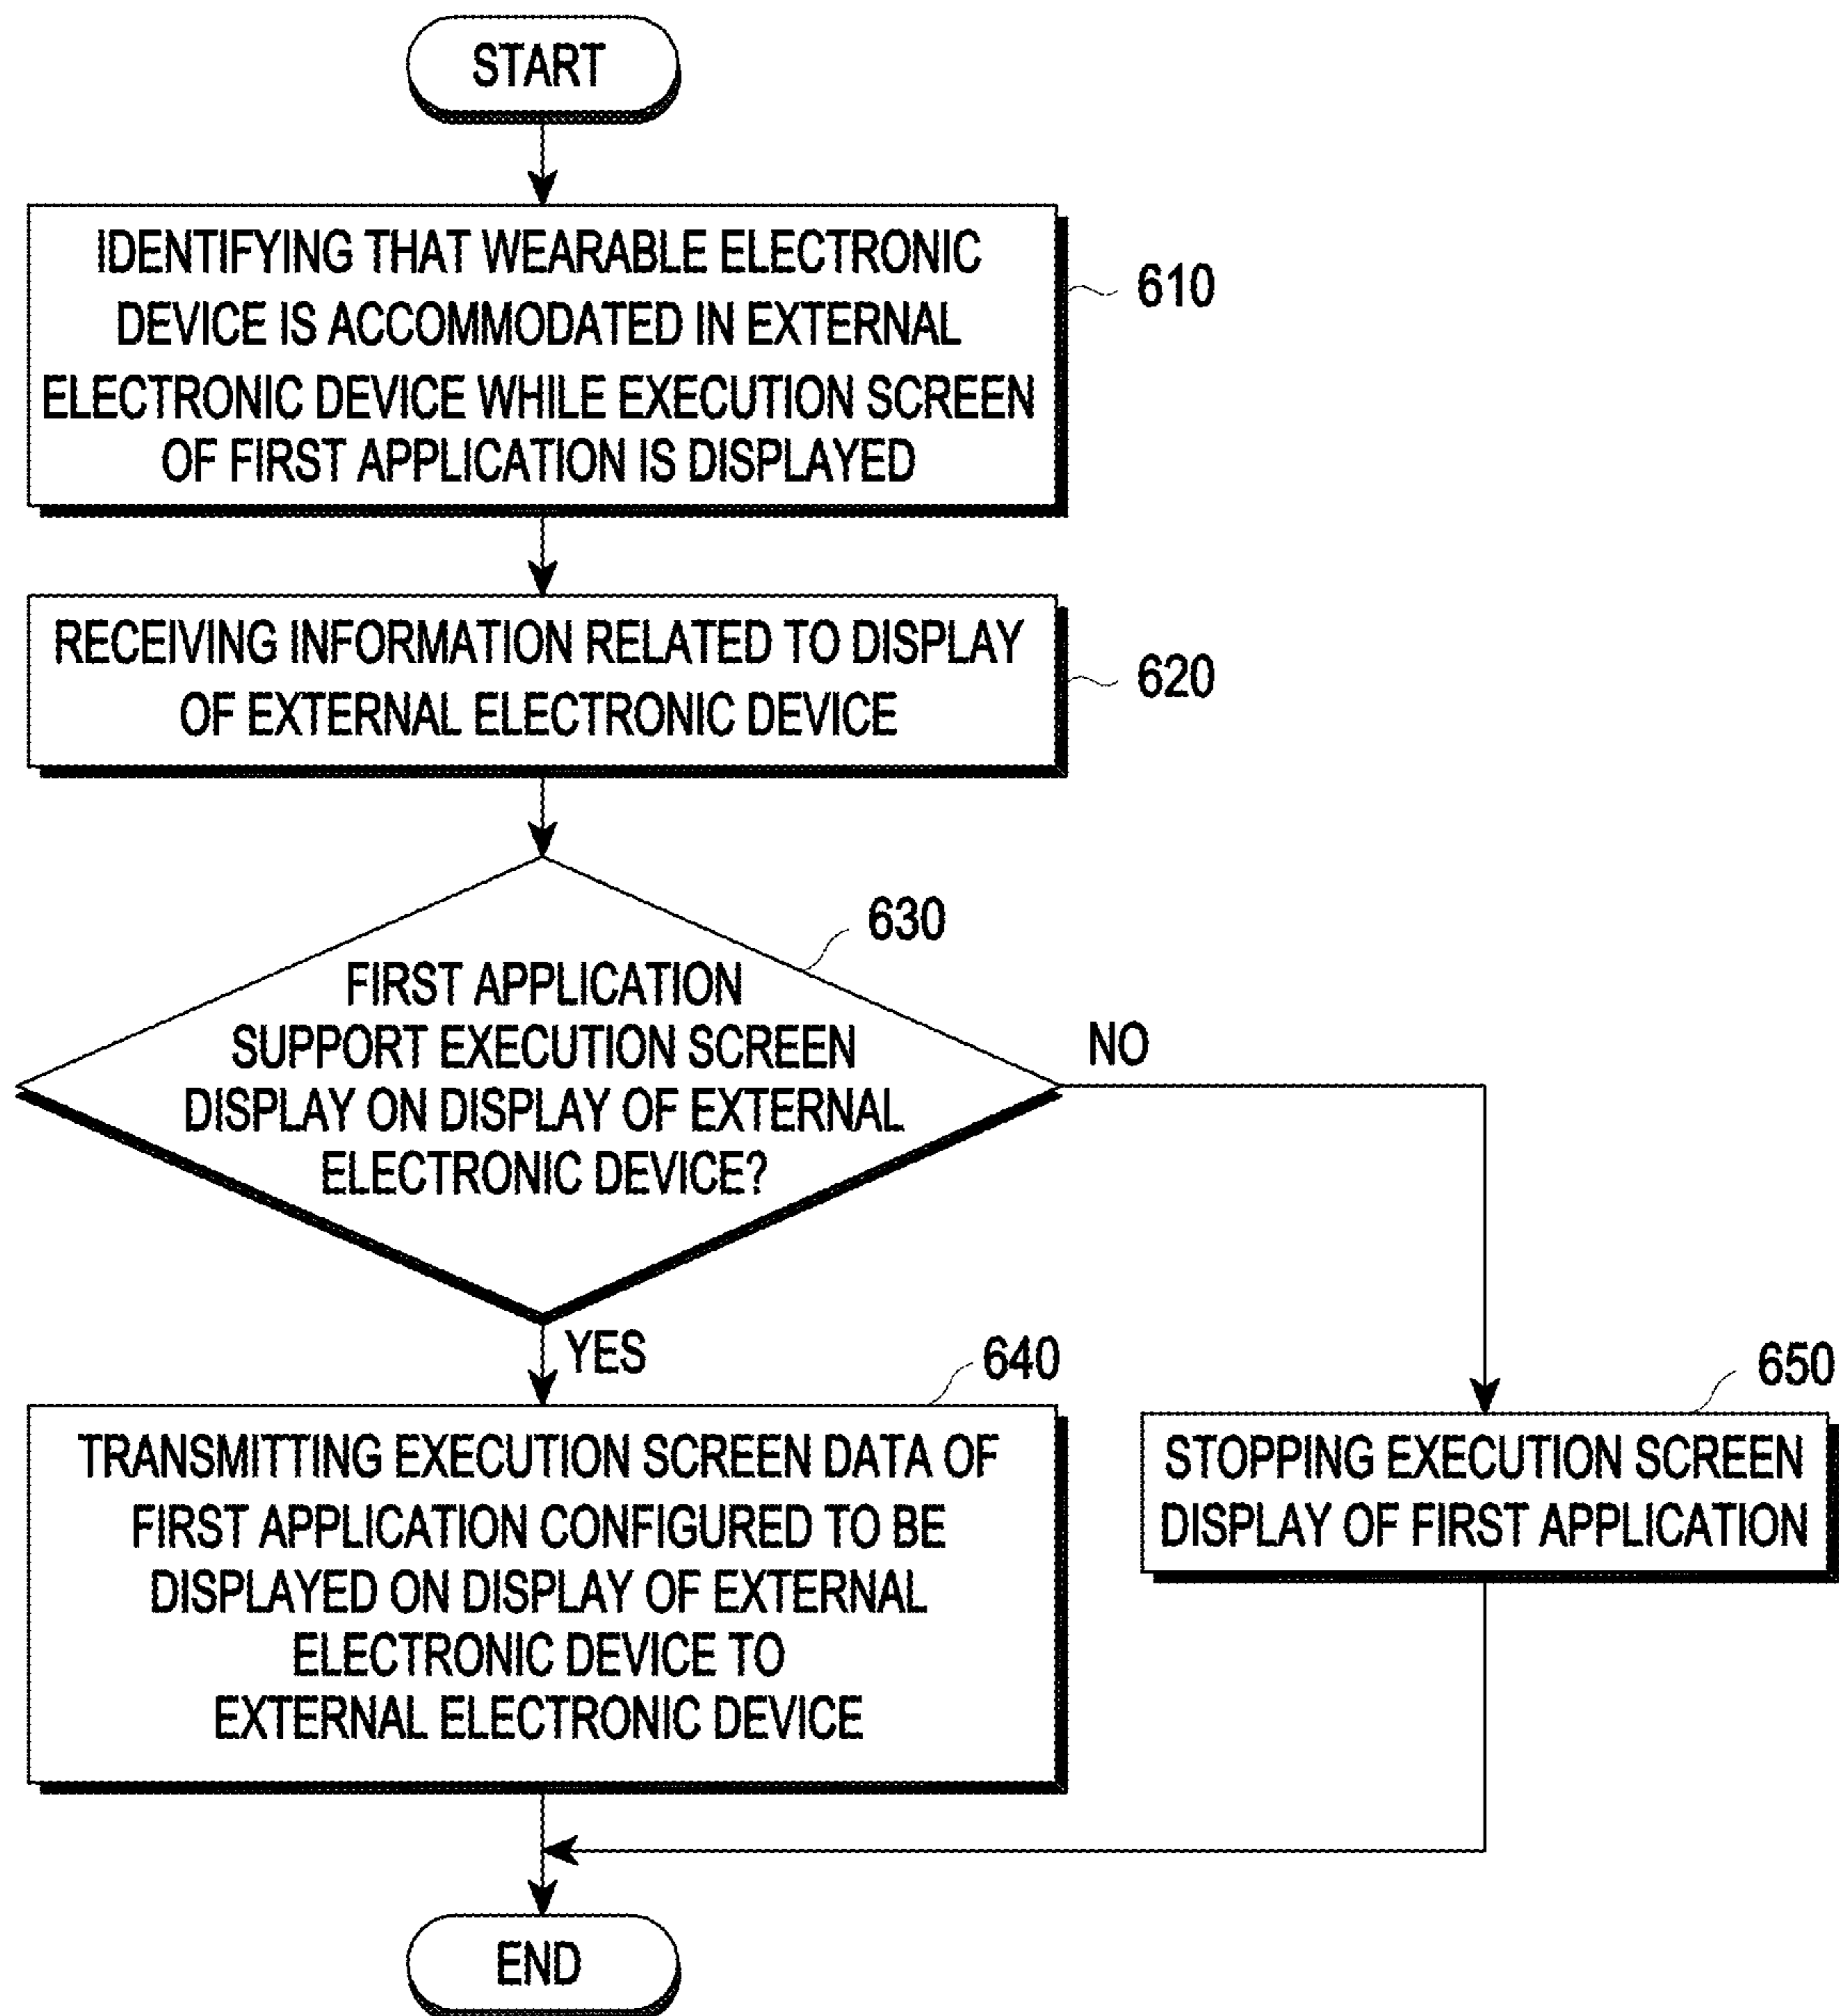 START
IDENTIFYING THAT WEARABLE ELECTRONIC
DEVICE IS ACCOMMODATED IN EXTERNAL
ELECTRONIC DEVICE WHILE EXECUTION SCREEN
OF FIRST APPLICATION IS DISPLAYED
610
RECEIVING INFORMATION RELATED TO DISPLAY
OF EXTERNAL ELECTRONIC DEVICE
620
630
FIRST APPLICATION
SUPPORT EXECUTION SCREEN
DISPLAY ON DISPLAY OF EXTERNAL
ELECTRONIC DEVICE?
NO
YES
640
TRANSMITTING EXECUTION SCREEN DATA OF
FIRST APPLICATION CONFIGURED TO BE
DISPLAYED ON DISPLAY OF EXTERNAL
ELECTRONIC DEVICE TO
EXTERNAL ELECTRONIC DEVICE
650
STOPPING EXECUTION SCREEN
DISPLAY OF FIRST APPLICATION
END